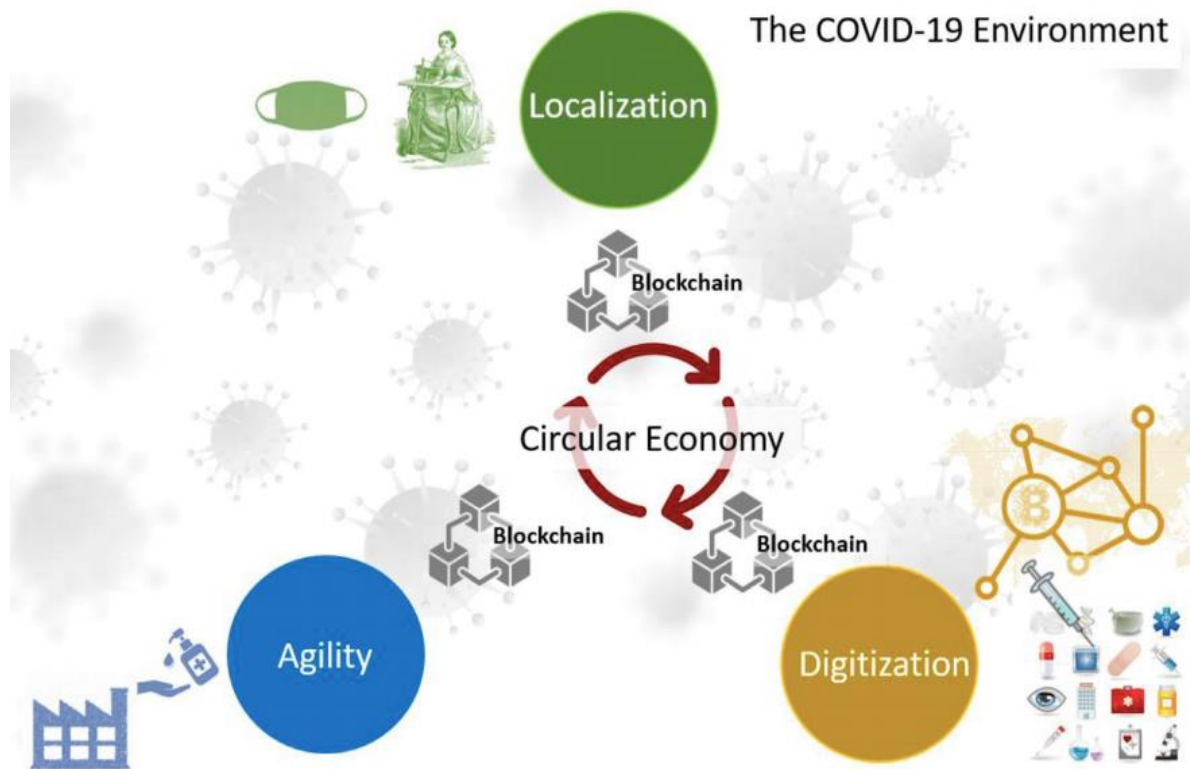 The COVID-19 Environment
Localization
Blockchain
Circular Economy
Blockchain
Blockchain
Agility
Digitization